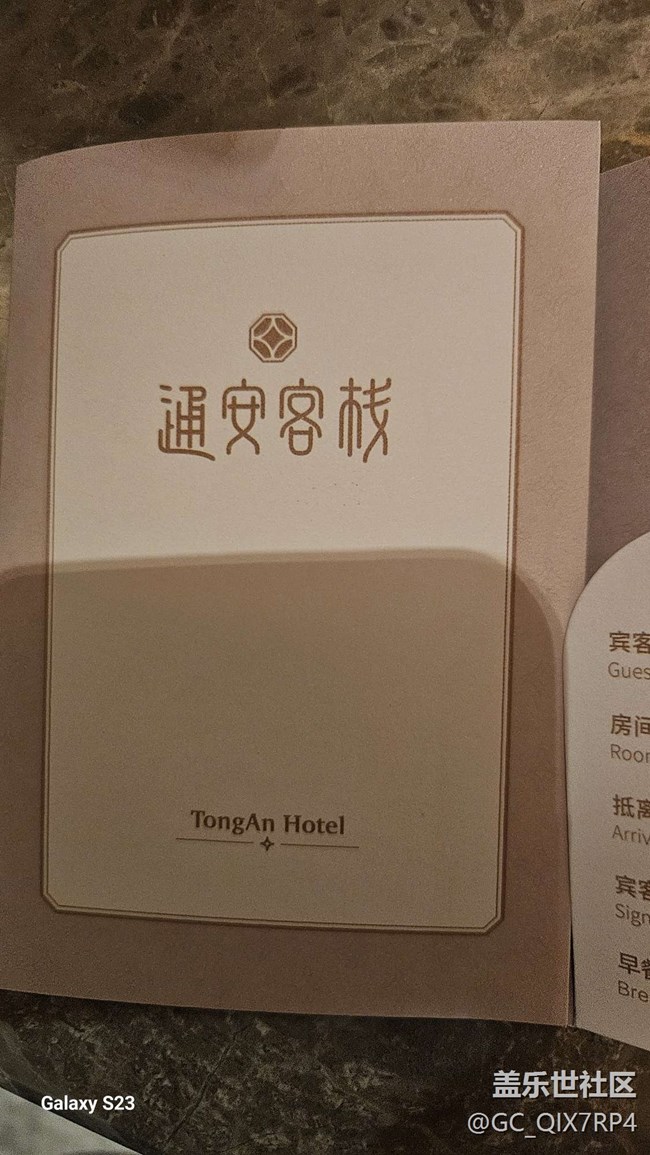 通安客栈
TongAn Hotel
宾客
Gues
房间
Room
抵离
Arriv
宾客
Sign
早餐
Bre
Galaxy S23
盖乐世社区
@GC_QIX7RP4